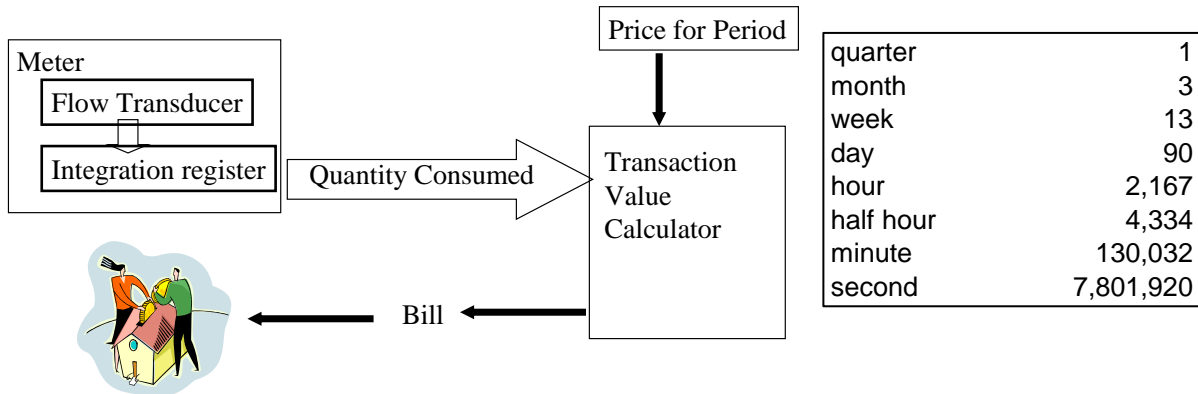 Price for Period
Meter
Flow Transducer
Integration register
Quantity Consumed
Transaction
Value
Calculator
Bill
quarter 1
month 3
week 13
day 90
hour 2,167
half hour 4,334
minute 130,032
second 7,801,920